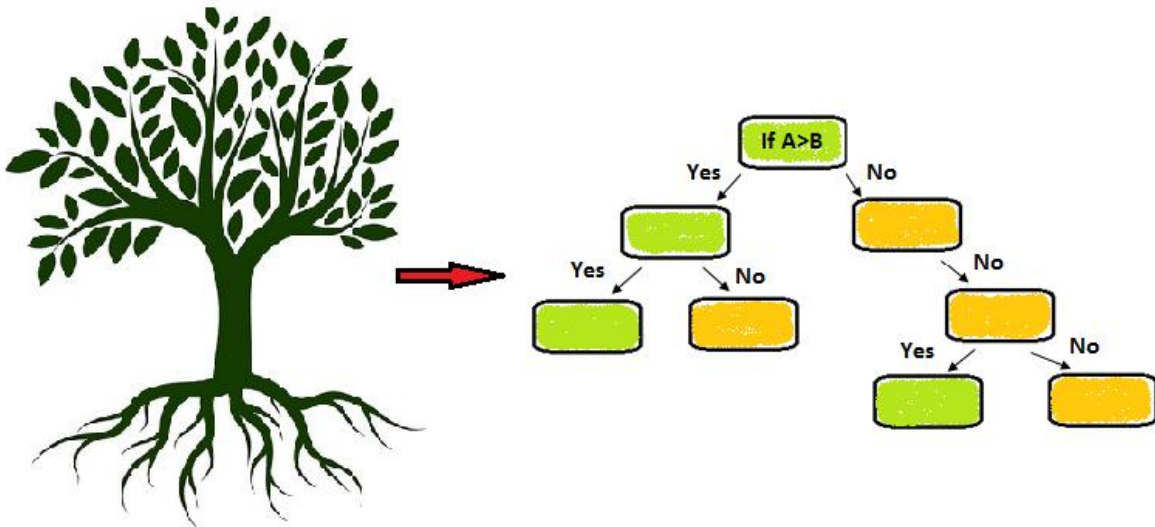 If A>B
Yes
No
Yes
No
No
Yes
No